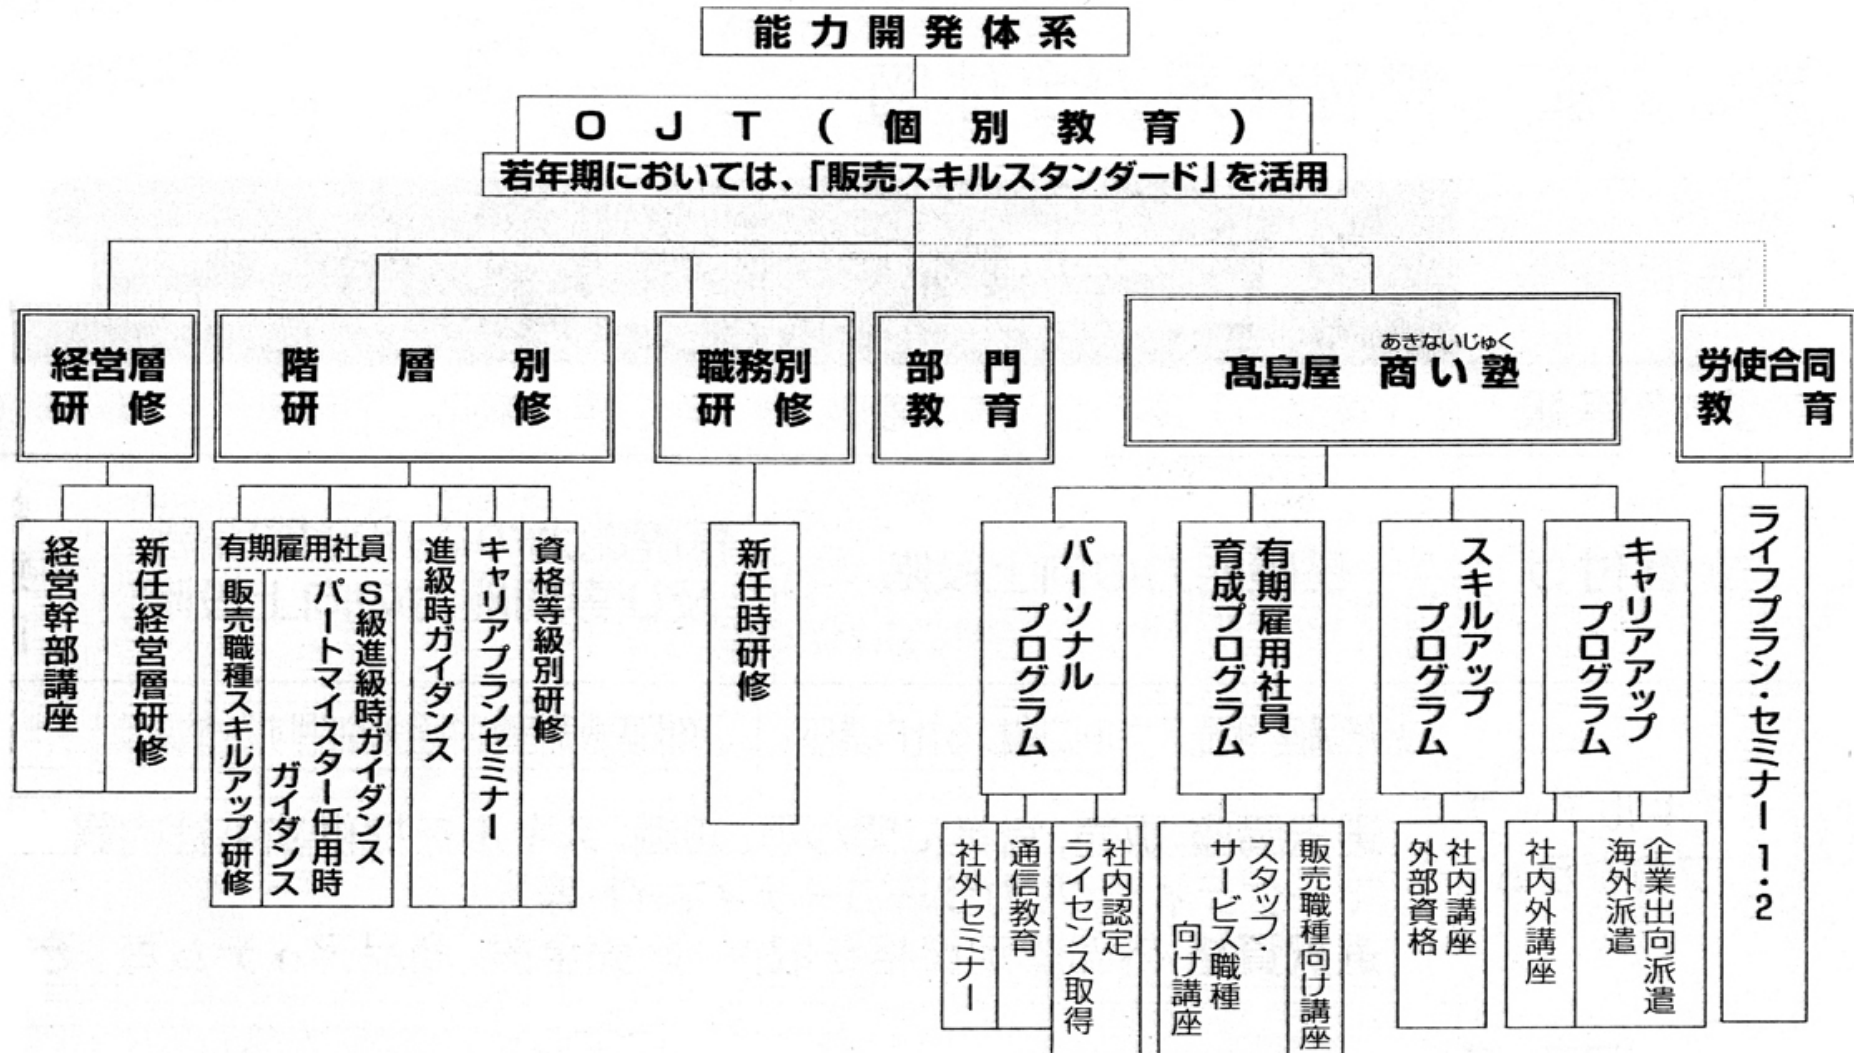 能力開発体系
OJT(個別教育)
若年期においては、「販売スキルスタンダード」を活用
経営層
研修
階層別
研修
職務別
研修
部門
教育
あきないじゅく
髙島屋 商い塾
労使合同
教育
経営幹部講座
新任経営層研修
有期雇用社員
販売職種スキルアップ研修
S級進級時ガイダンス
パートマイスター任用時
ガイダンス
進級時ガイダンス
キャリアプランセミナー
資格等級別研修
新任時研修
パーソナル
プログラム
有期雇用社員
育成プログラム
スキルアップ
プログラム
キャリアアップ
プログラム
ライフプラン・セミナー1・2
社外セミナー
通信教育
社内認定
ライセンス取得
スタッフ・
サービス職種
向け講座
販売職種向け講座
社内講座
外部資格
社内外講座
企業出向派遣
海外派遣